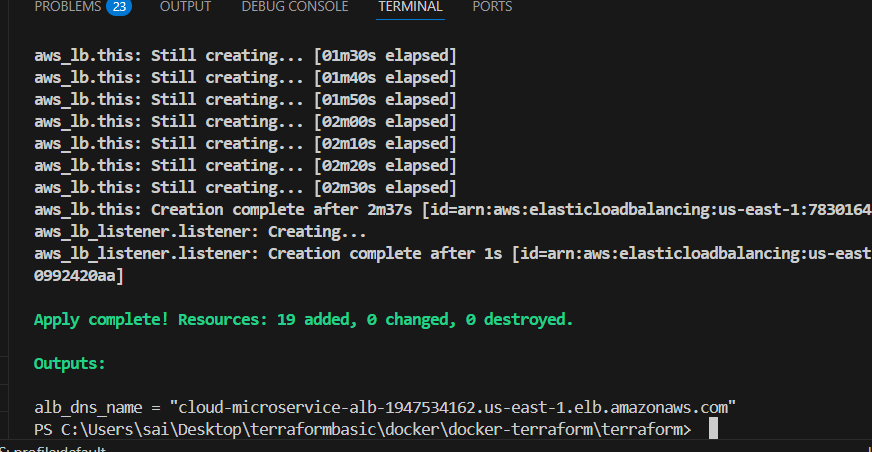 PROBLEMS 23 OUTPUT DEBUG CONSOLE TERMINAL PORTS
aws_lb.this: Still creating... [01m30s elapsed]
aws_lb.this: Still creating... [01m40s elapsed]
aws_lb.this: Still creating... [01m50s elapsed]
aws_lb.this: Still creating... [02m00s elapsed]
aws_lb.this: Still creating... [02m10s elapsed]
aws_lb.this: Still creating... [02m20s elapsed]
aws_lb.this: Still creating... [02m30s elapsed]
aws_lb.this: Creation complete after 2m37s [id=arn:aws:elasticloadbalancing:us-east-1:7830164
aws_lb_listener.listener: Creating...
aws_lb_listener.listener: Creation complete after 1s [id=arn:aws:elasticloadbalancing:us-east
0992420aa]
Apply complete! Resources: 19 added, 0 changed, 0 destroyed.
Outputs:
alb_dns_name = "cloud-microservice-alb-1947534162.us-east-1.elb.amazonaws.com"
PS C:\Users\sai\Desktop\terraformbasic\docker\docker-terraform\terraform>
S: profile:default